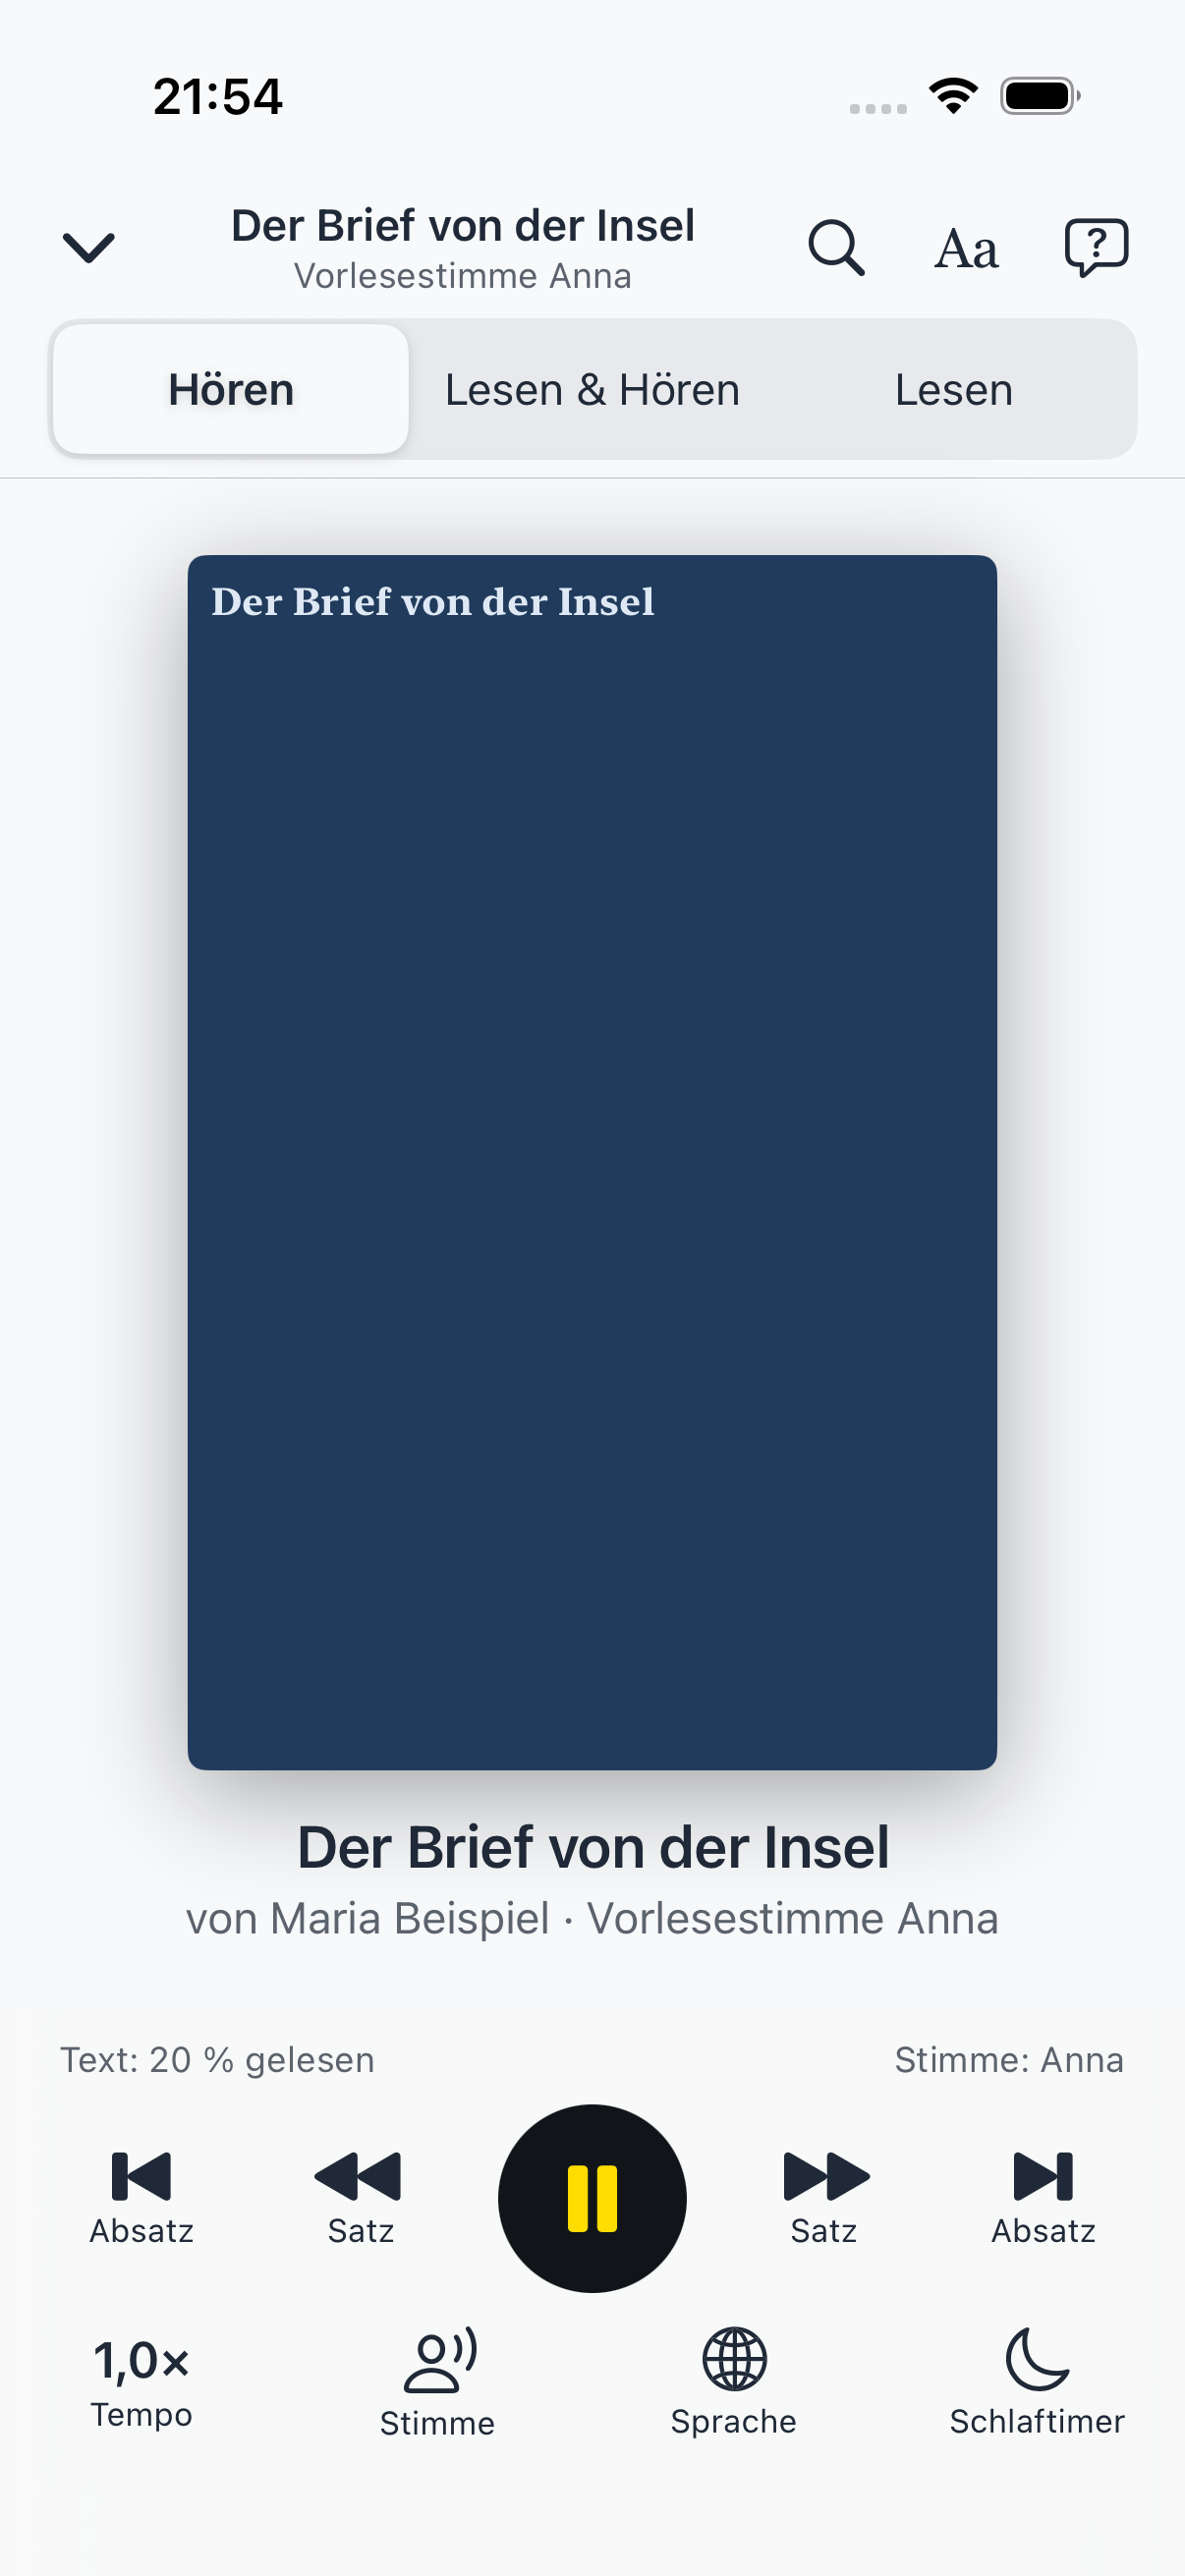 21:54
Der Brief von der Insel
Vorlesestimme Anna
Aa
?
Hören
Lesen & Hören
Lesen
Der Brief von der Insel
Der Brief von der Insel
von Maria Beispiel · Vorlesestimme Anna
Text: 20 % gelesen
Stimme: Anna
Absatz
Satz
Satz
Absatz
1,0×
Tempo
Stimme
Sprache
Schlaftimer